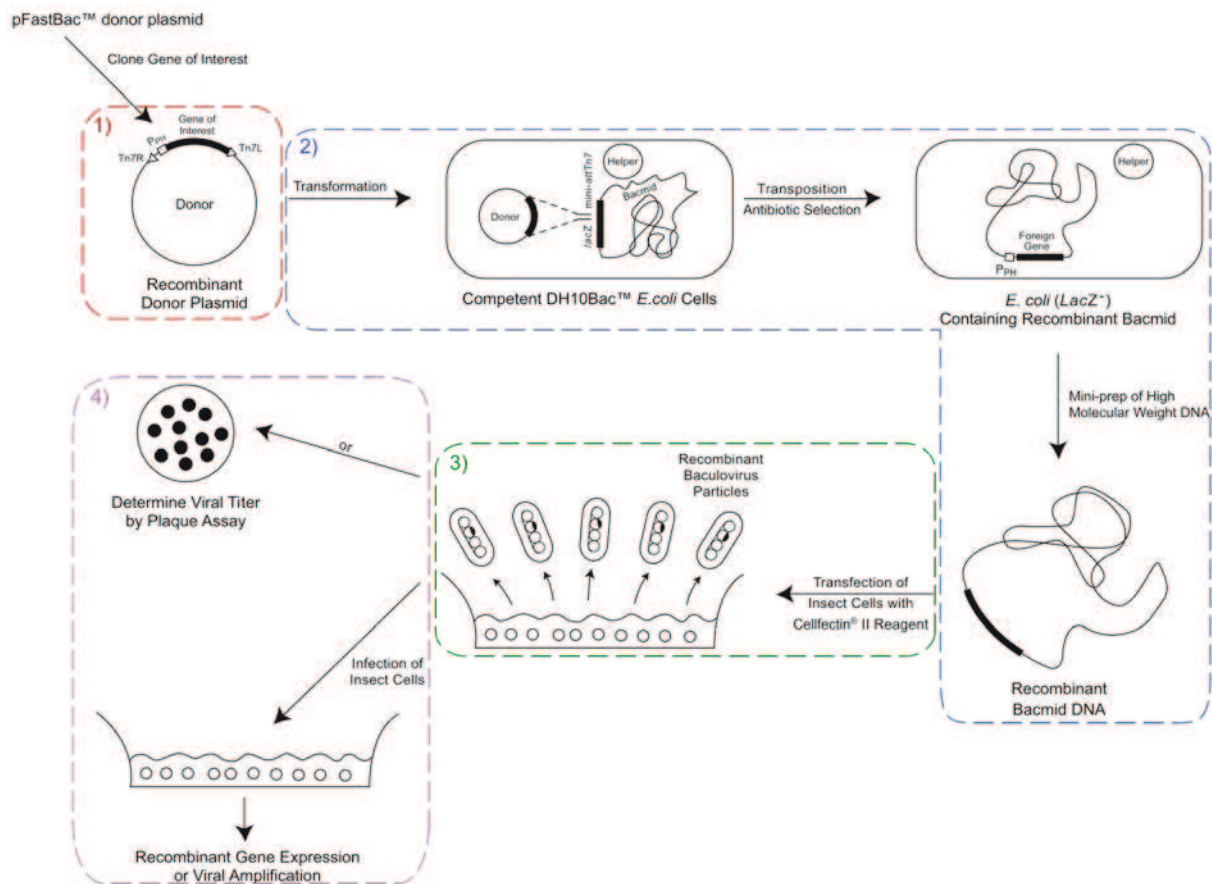 pFastBac™ donor plasmid
Clone Gene of Interest
1)
Gene of
Interest
PPH
Tn7R
Tn7L
Donor
Recombinant
Donor Plasmid
2)
Transformation
Helper
mini-attTn7
Bacmid
Donor
lacZ
Competent DH10Bac™ E.coli Cells
Transposition
Antibiotic Selection
Helper
Foreign
Gene
PPH
E. coli (LacZ⁻)
Containing Recombinant Bacmid
Mini-prep of High
Molecular Weight DNA
Recombinant
Bacmid DNA
3)
Recombinant
Baculovirus
Particles
Transfection of
Insect Cells with
Cellfectin® II Reagent
4)
or
Determine Viral Titer
by Plaque Assay
Infection of
Insect Cells
Recombinant Gene Expression
or Viral Amplification